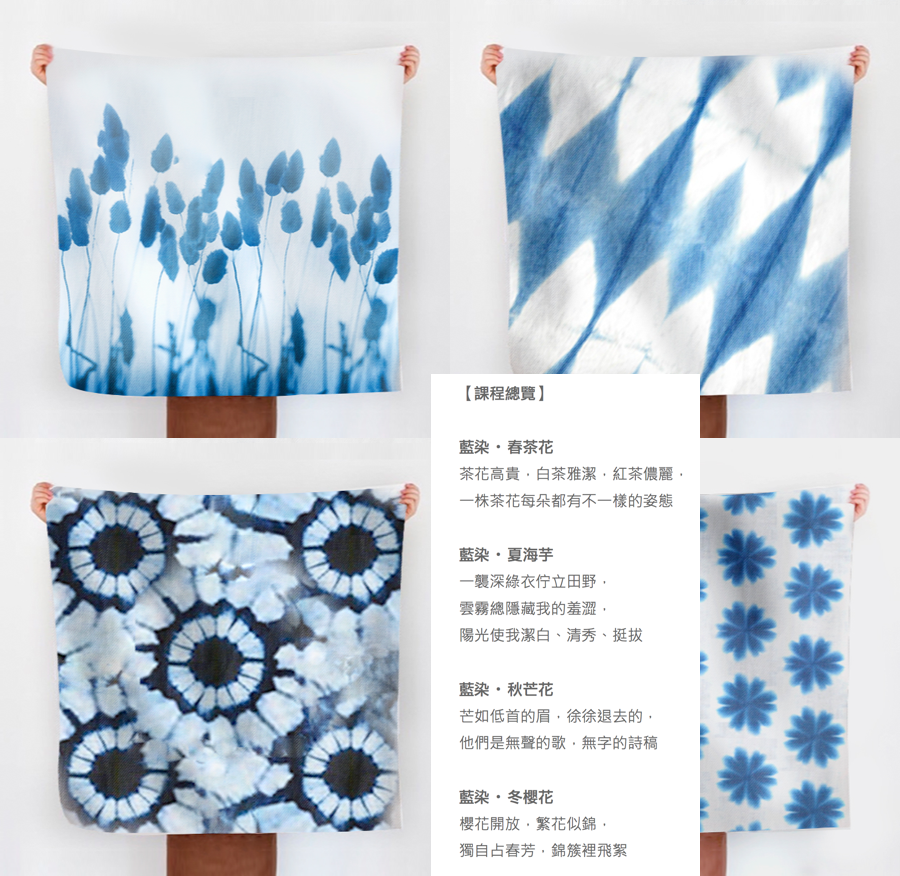 【課程總覽】
藍染・春茶花
茶花高貴，白茶雅潔，紅茶儂麗，
一株茶花每朵都有不一樣的姿態
藍染・夏海芋
一襲深綠衣佇立田野，
雲霧總隱藏我的羞澀，
陽光使我潔白、清秀、挺拔
藍染・秋芒花
芒如低首的眉，徐徐退去的，
他們是無聲的歌，無字的詩稿
藍染・冬櫻花
櫻花開放，繁花似錦，
獨自占春芳，錦簇裡飛絮